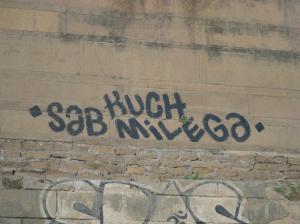 • SaB KUCH
MiLEGa •